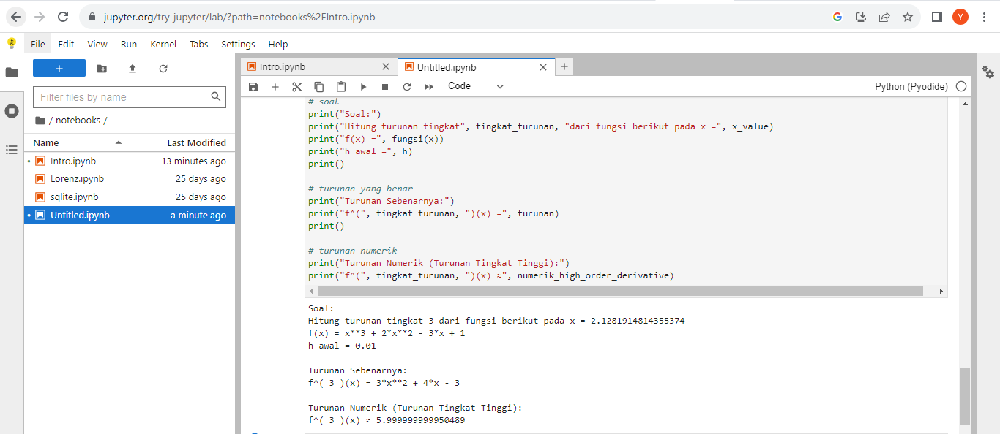 jupyter.org/try-jupyter/lab/?path=notebooks%2FIntro.ipynb
Y
File Edit View Run Kernel Tabs Settings Help
Intro.ipynb
Untitled.ipynb
Filter files by name
/ notebooks /
Name Last Modified
Intro.ipynb 13 minutes ago
Lorenz.ipynb 25 days ago
sqlite.ipynb 25 days ago
Untitled.ipynb a minute ago
Code
Python (Pyodide)
# soal
print("Soal:")
print("Hitung turunan tingkat", tingkat_turunan, "dari fungsi berikut pada x =", x_value)
print("f(x) =", fungsi(x))
print("h awal =", h)
print()
# turunan yang benar
print("Turunan Sebenarnya:")
print("f^(", tingkat_turunan, ")(x) =", turunan)
print()
# turunan numerik
print("Turunan Numerik (Turunan Tingkat Tinggi):")
print("f^(", tingkat_turunan, ")(x) ≈", numerik_high_order_derivative)
Soal:
Hitung turunan tingkat 3 dari fungsi berikut pada x = 2.1281914814355374
f(x) = x**3 + 2*x**2 - 3*x + 1
h awal = 0.01
Turunan Sebenarnya:
f^( 3 )(x) = 3*x**2 + 4*x - 3
Turunan Numerik (Turunan Tingkat Tinggi):
f^( 3 )(x) ≈ 5.999999999950489